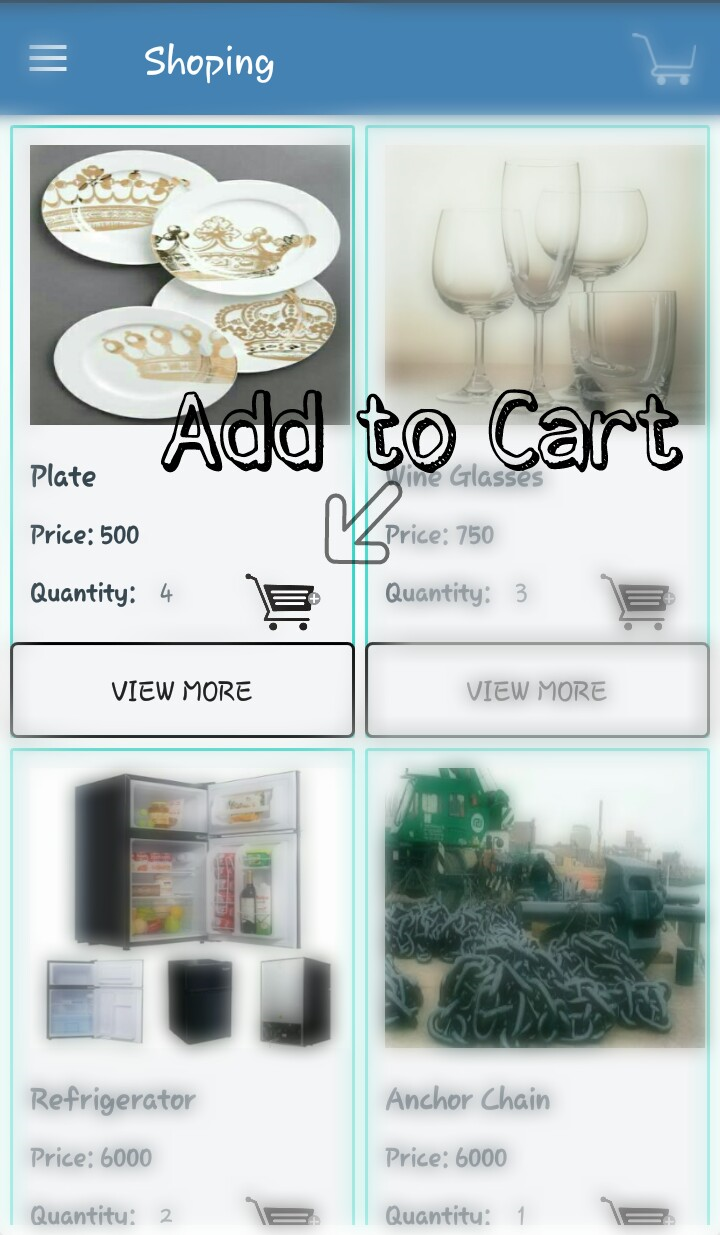 Shoping
Add to Cart
Plate
Price: 500
Quantity: 4
VIEW MORE
Wine Glasses
Price: 750
Quantity: 3
VIEW MORE
Refrigerator
Price: 6000
Quantity: 2
Anchor Chain
Price: 6000
Quantity: 1